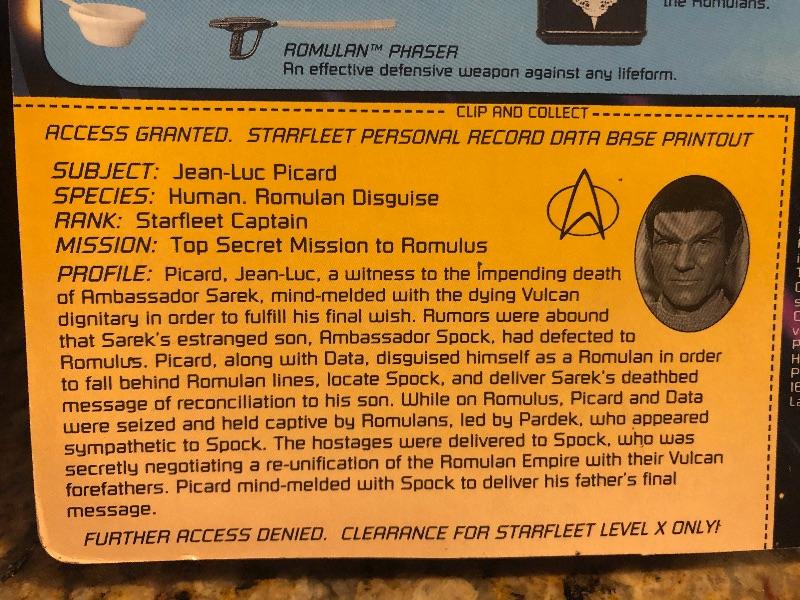 the Romulans.
ROMULAN™ PHASER
An effective defensive weapon against any lifeform.
CLIP AND COLLECT
ACCESS GRANTED. STARFLEET PERSONAL RECORD DATA BASE PRINTOUT
SUBJECT: Jean-Luc Picard
SPECIES: Human. Romulan Disguise
RANK: Starfleet Captain
MISSION: Top Secret Mission to Romulus
PROFILE: Picard, Jean-Luc, a witness to the impending death
of Ambassador Sarek, mind-melded with the dying Vulcan
dignitary in order to fulfill his final wish. Rumors were abound
that Sarek's estranged son, Ambassador Spock, had defected to
Romulus. Picard, along with Data, disguised himself as a Romulan in order
to fall behind Romulan lines, locate Spock, and deliver Sarek's deathbed
message of reconciliation to his son. While on Romulus, Picard and Data
were seized and held captive by Romulans, led by Pardek, who appeared
sympathetic to Spock. The hostages were delivered to Spock, who was
secretly negotiating a re-unification of the Romulan Empire with their Vulcan
forefathers. Picard mind-melded with Spock to deliver his father's final
message.
FURTHER ACCESS DENIED. CLEARANCE FOR STARFLEET LEVEL X ONLY!